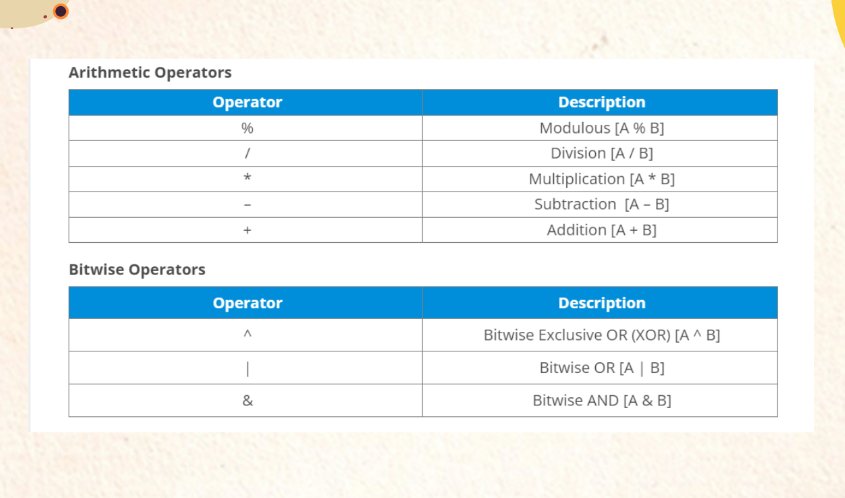 Arithmetic Operators
Operator Description
% Modulous [A % B]
/ Division [A / B]
* Multiplication [A * B]
– Subtraction [A – B]
+ Addition [A + B]
Bitwise Operators
Operator Description
^ Bitwise Exclusive OR (XOR) [A ^ B]
| Bitwise OR [A | B]
& Bitwise AND [A & B]